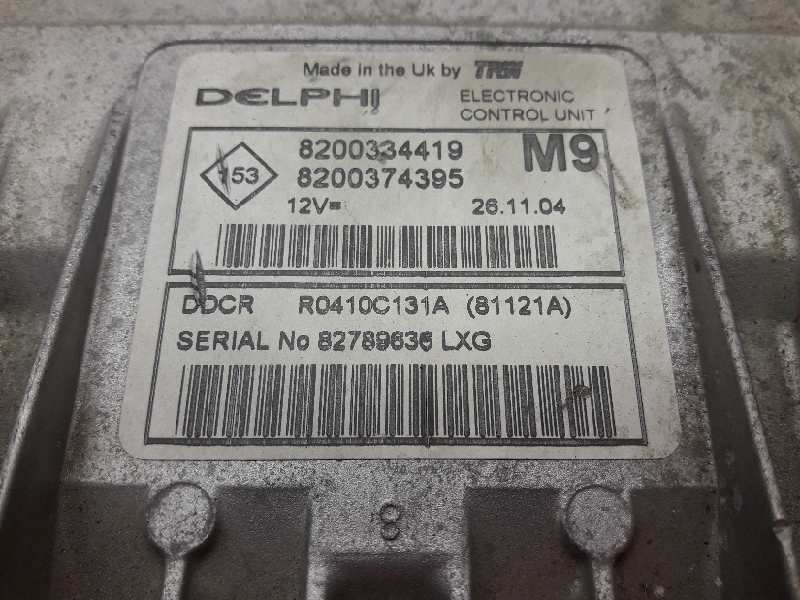 Made in the Uk by TRW
DELPHI
ELECTRONIC
CONTROL UNIT
153
8200334419
8200374395
M9
12V=
26.11.04
DDCR R0410C131A (81121A)
SERIAL No 82789636 LXG
8